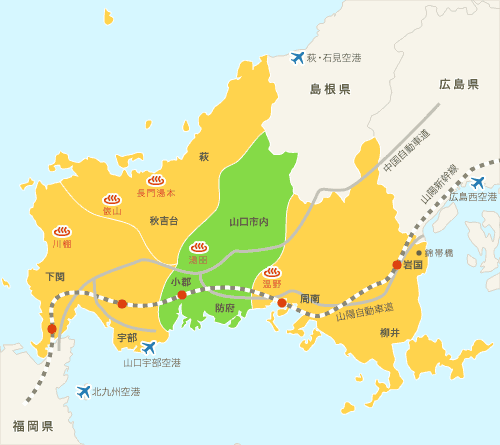 萩・石見空港
島根県
広島県
中国自動車道
山陽新幹線
広島西空港
萩
長門湯本
俵山
秋吉台
山口市内
川棚
湯田
下関
小郡
湯野
周南
岩国
錦帯橋
防府
山陽自動車道
宇部
柳井
山口宇部空港
北九州空港
福岡県